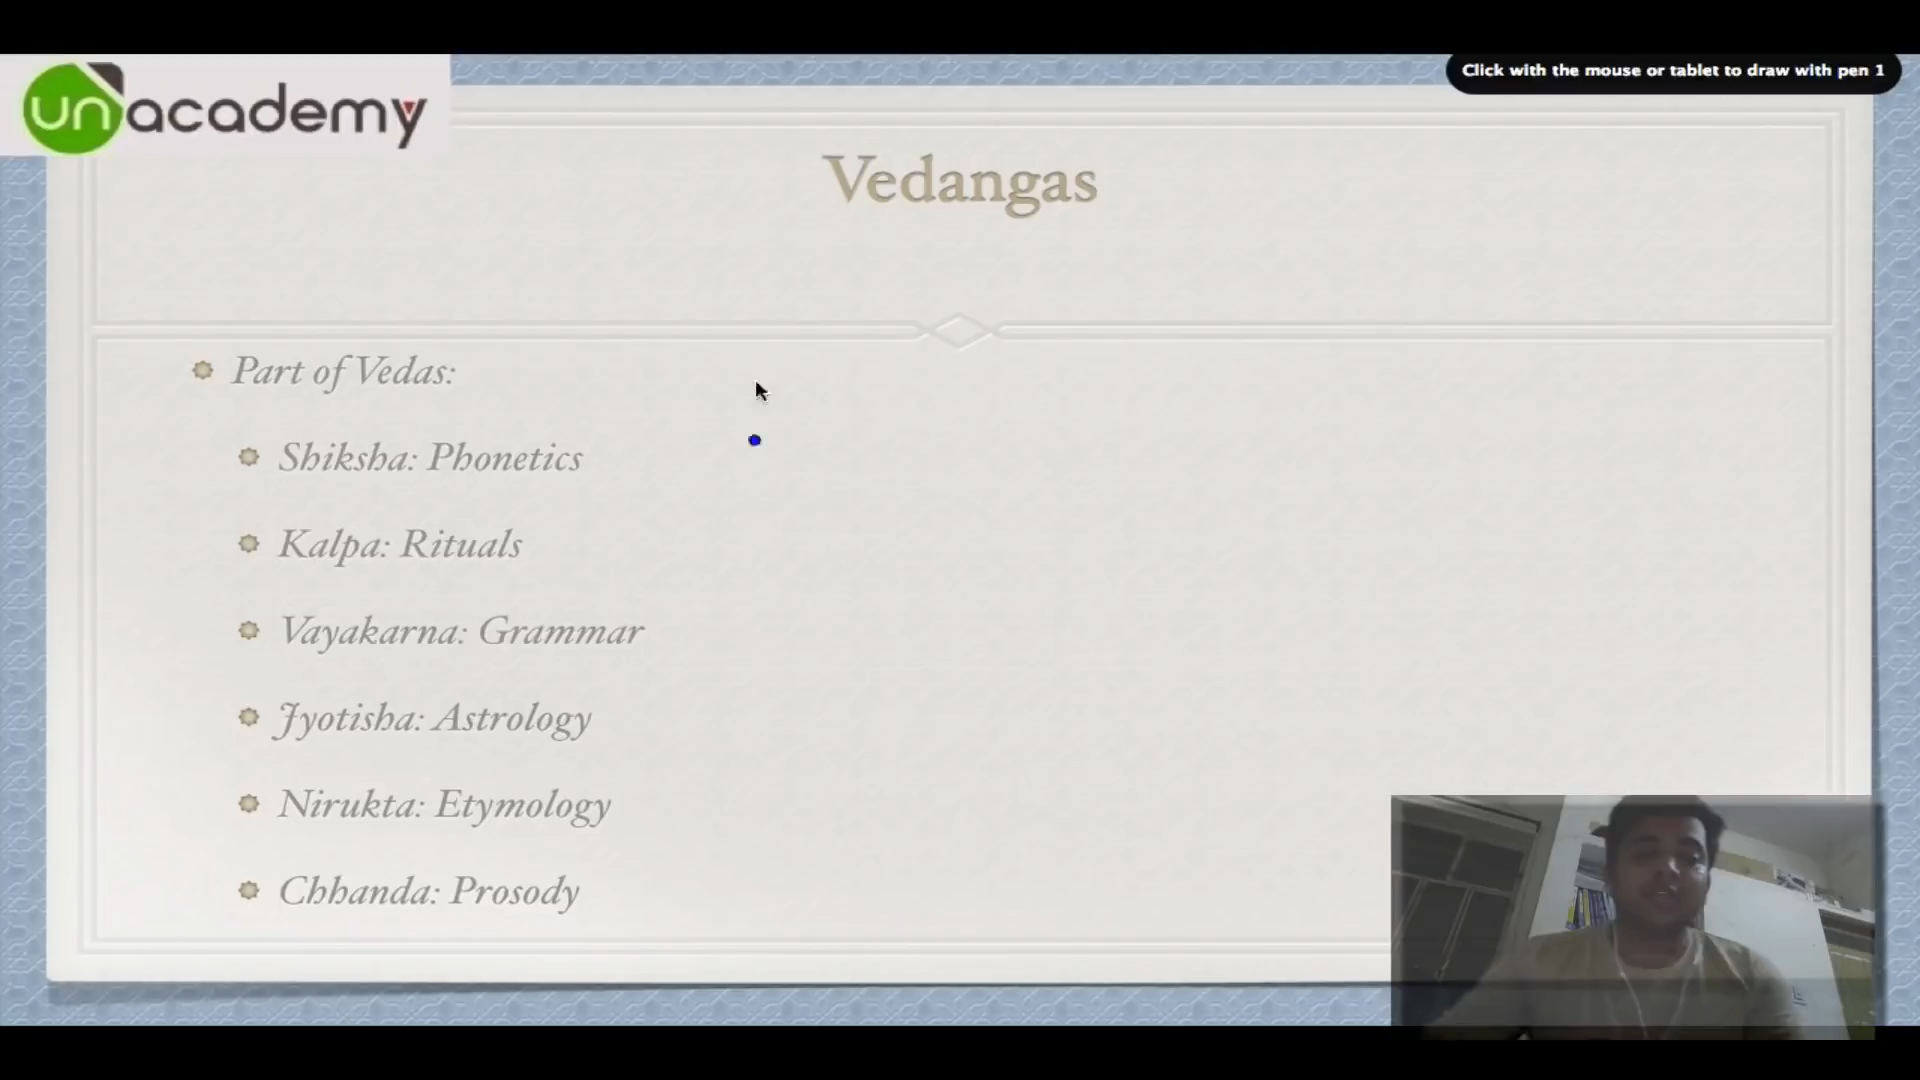 unacademy
Click with the mouse or tablet to draw with pen 1
Vedangas
Part of Vedas:
Shiksha: Phonetics
Kalpa: Rituals
Vayakarna: Grammar
Jyotisha: Astrology
Nirukta: Etymology
Chhanda: Prosody